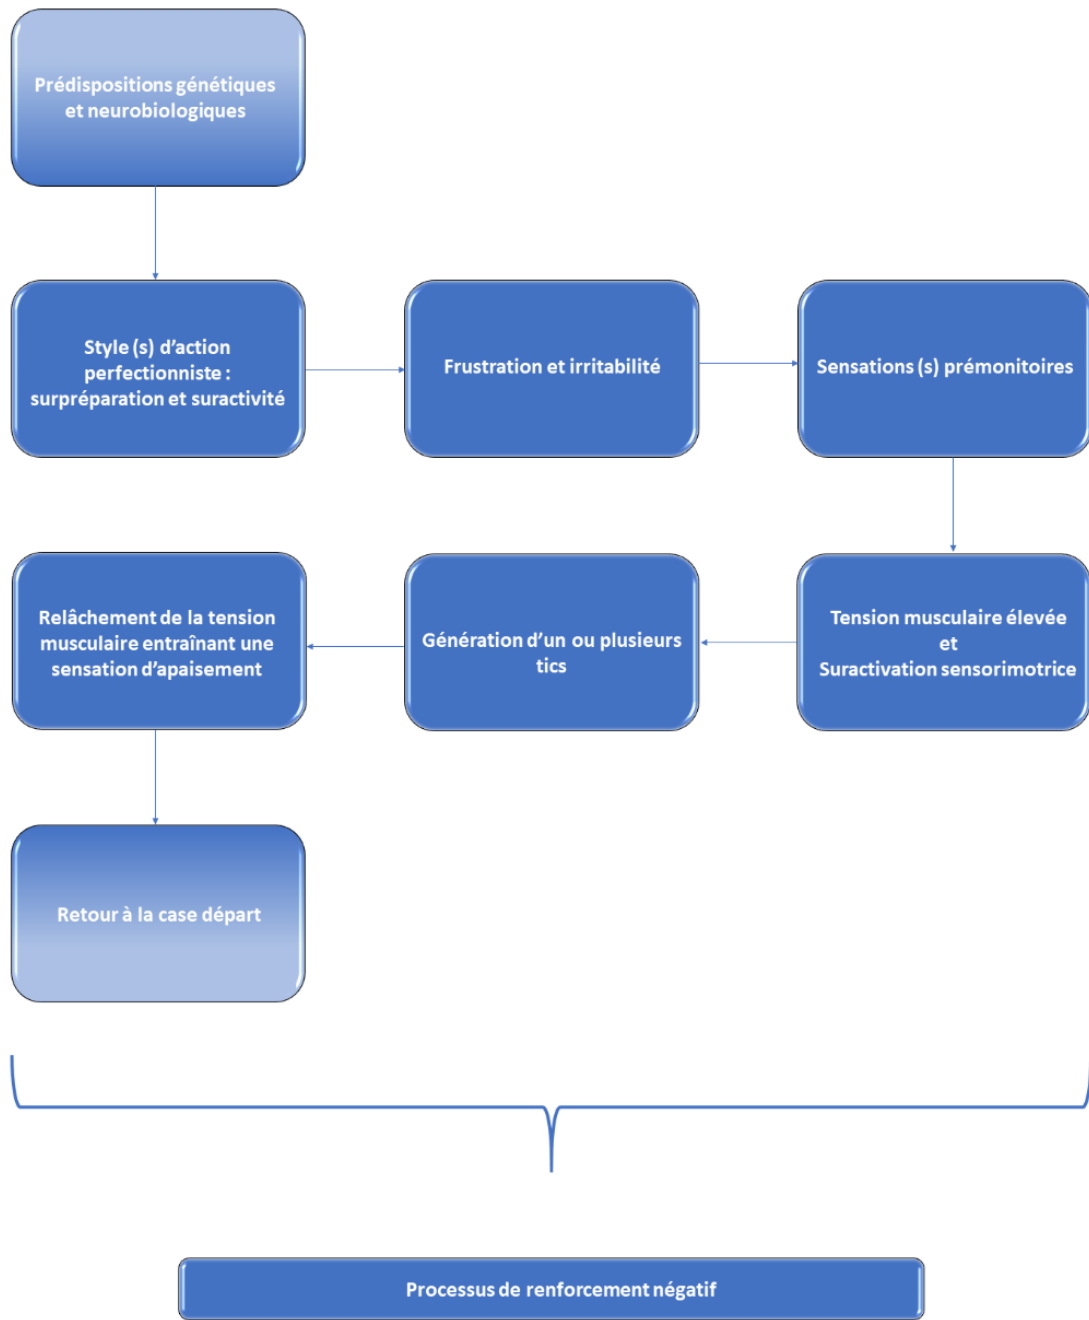 Prédispositions génétiques
et neurobiologiques
Style (s) d’action
perfectionniste :
surpréparation et suractivité
Frustration et irritabilité
Sensations (s) prémonitoires
Tension musculaire élevée
et
Suractivation sensorimotrice
Génération d’un ou plusieurs
tics
Relâchement de la tension
musculaire entraînant une
sensation d’apaisement
Retour à la case départ
Processus de renforcement négatif